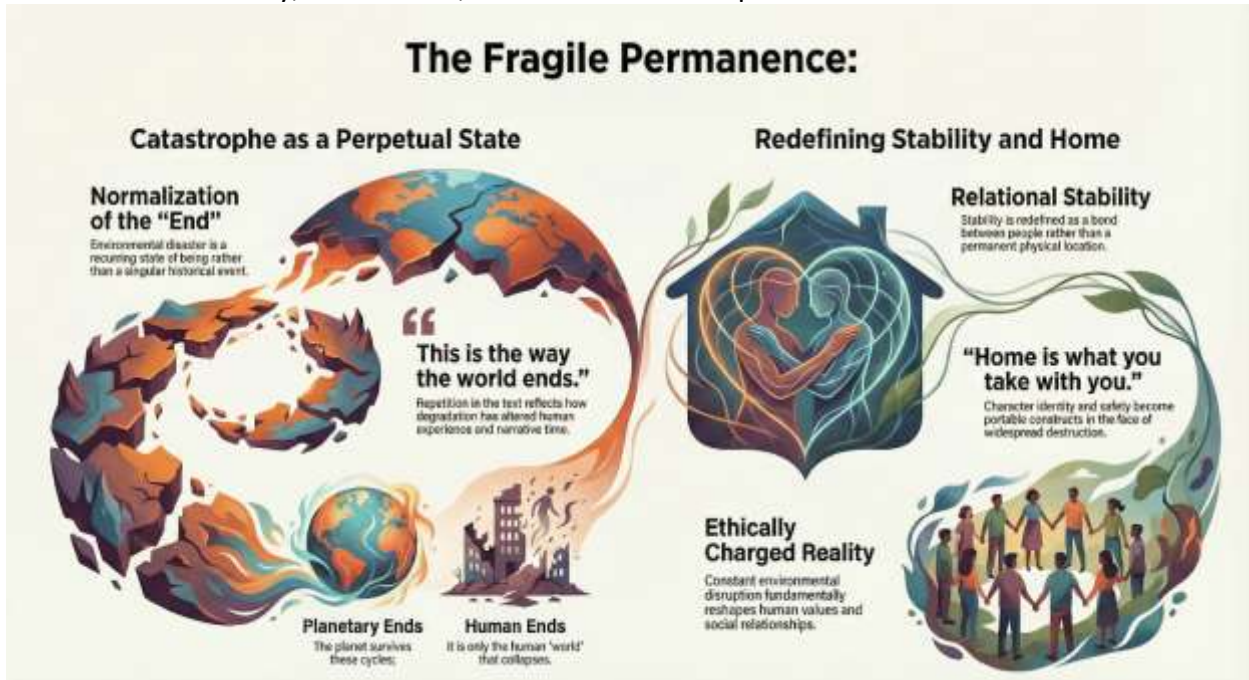 The Fragile Permanence:
Catastrophe as a Perpetual State
Normalization
of the “End”
Environmental disaster is a
recurring state of being rather
than a singular historical event.
“
This is the way
the world ends.”
Repetition in the text reflects how
degradation has altered human
experience and narrative time.
Planetary Ends
The planet survives
these cycles;
Human Ends
It is only the human ‘world’
that collapses.
Redefining Stability and Home
Relational Stability
Stability is redefined as a bond
between people rather than a
permanent physical location.
“Home is what you
take with you.”
Character identity and safety become
portable constructs in the face of
widespread destruction.
Ethically
Charged Reality
Constant environmental
disruption fundamentally
reshapes human values and
social relationships.